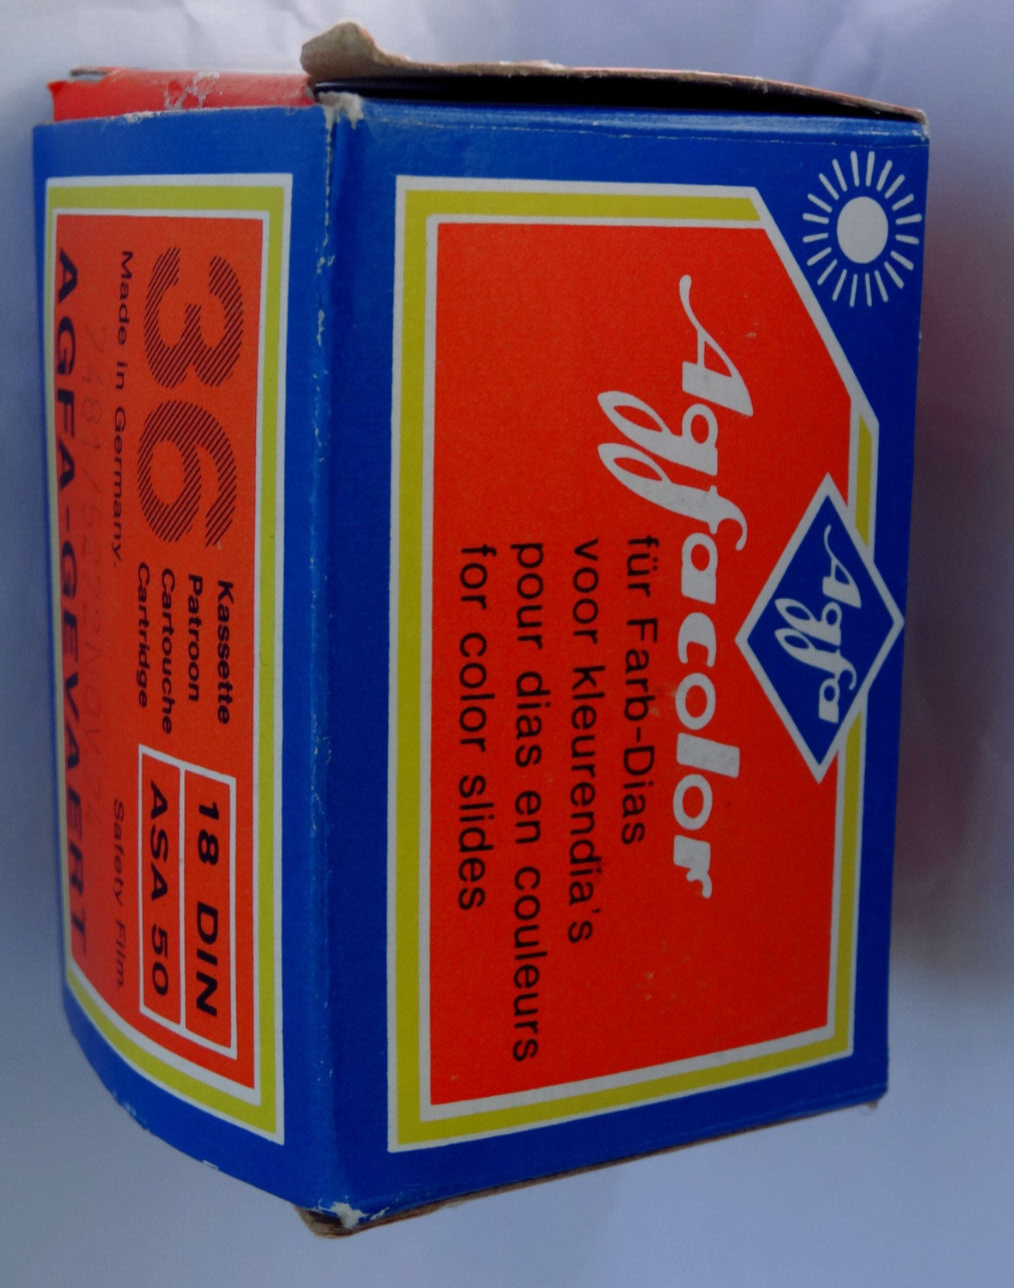 Agfacolor
für Farb-Dias
voor kleurendia's
pour dias en couleurs
for color slides
Agfa
36
Kassette
Patroon
Cartouche
Cartridge
18 DIN
ASA 50
Made in Germany.
Safety Film.
AGFA-GEVAERT